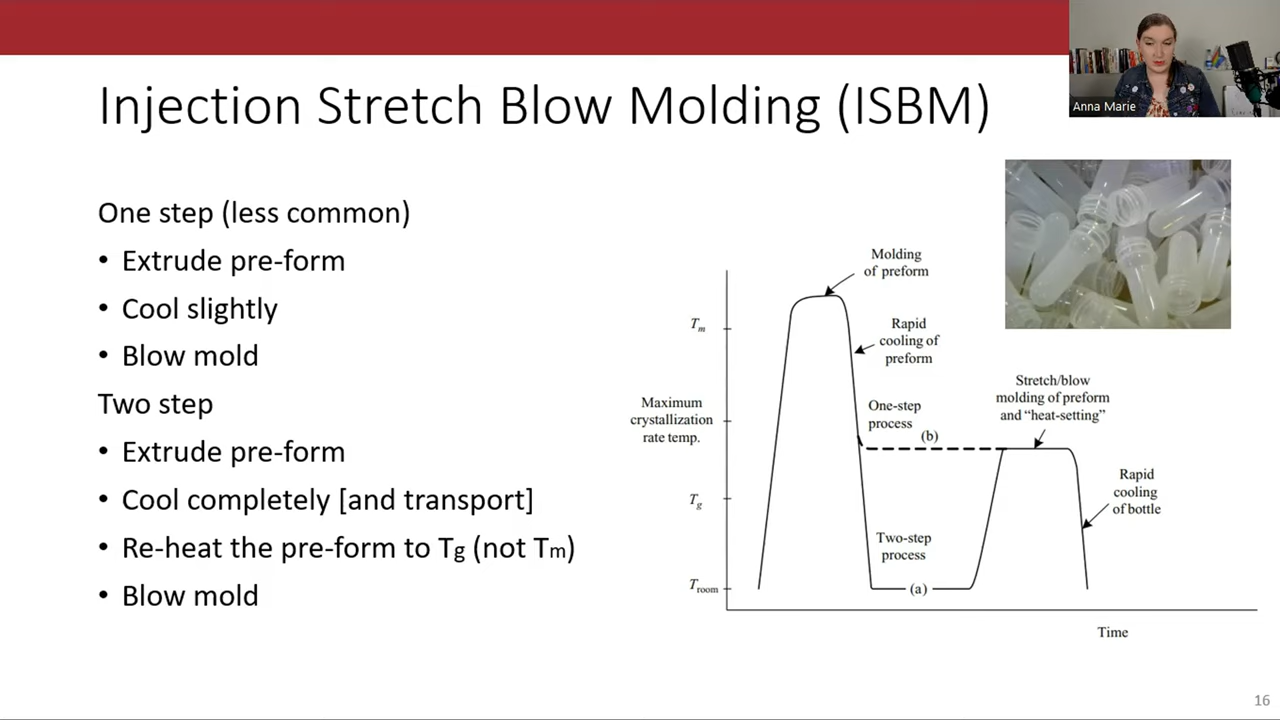 Injection Stretch Blow Molding (ISBM)
Anna Marie
One step (less common)
• Extrude pre-form
• Cool slightly
• Blow mold
Two step
• Extrude pre-form
• Cool completely [and transport]
• Re-heat the pre-form to Tg (not Tm)
• Blow mold
Molding
of preform
Tm
Rapid
cooling of
preform
Stretch/blow
molding of preform
and “heat-setting”
Maximum
crystallization
rate temp.
One-step
process
(b)
Rapid
cooling
of bottle
Tg
Two-step
process
Troom
(a)
Time
16